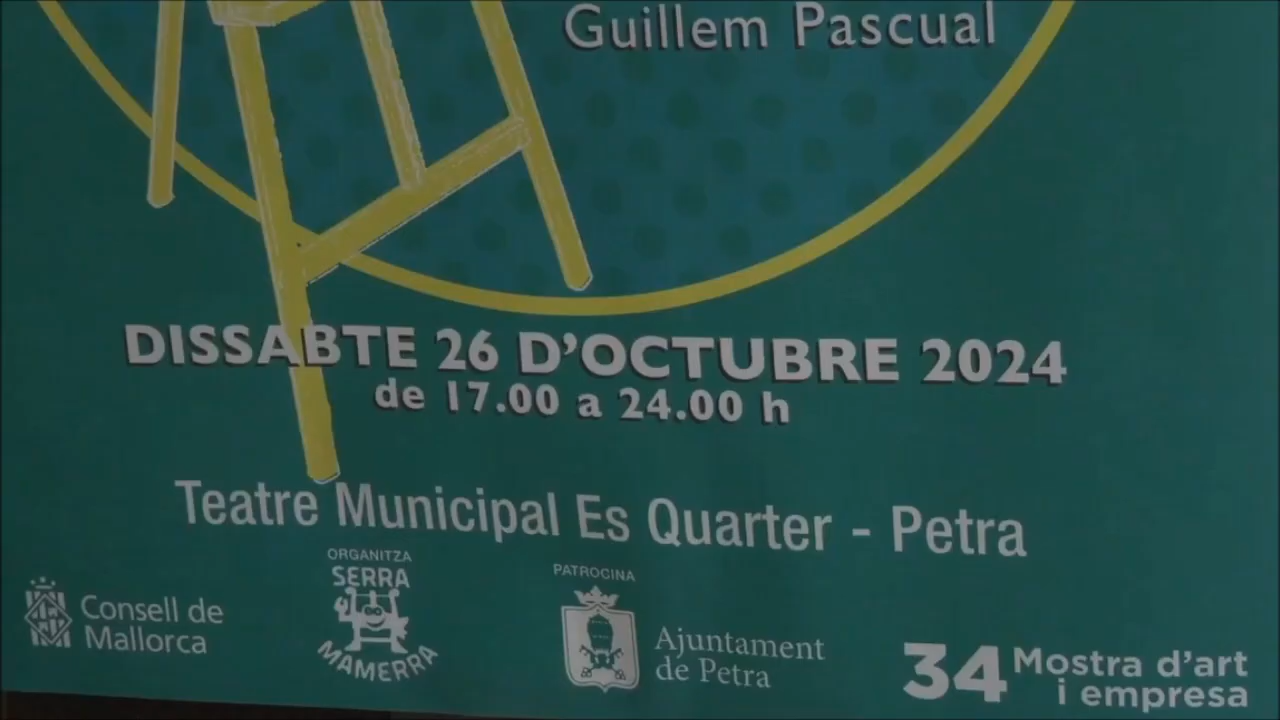 Guillem Pascual
DISSABTE 26 D'OCTUBRE 2024
de 17.00 a 24.00 h
Teatre Municipal Es Quarter - Petra
Consell de
Mallorca
ORGANITZA
SERRA
MAMERRA
PATROCINA
Ajuntament
de Petra
34 Mostra d'art
i empresa